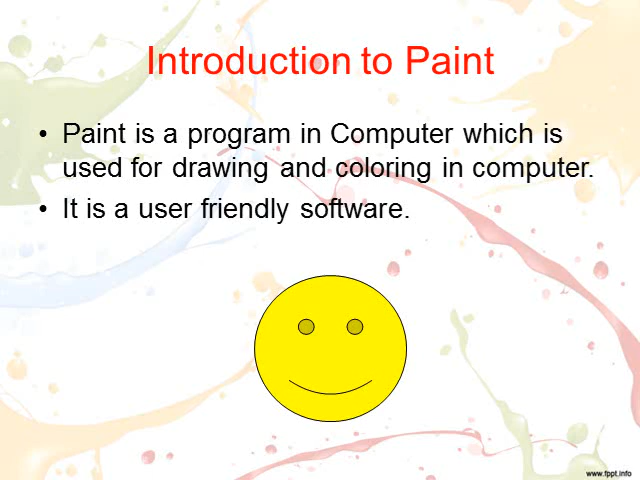 Introduction to Paint
• Paint is a program in Computer which is
used for drawing and coloring in computer.
• It is a user friendly software.
www.fppt.info